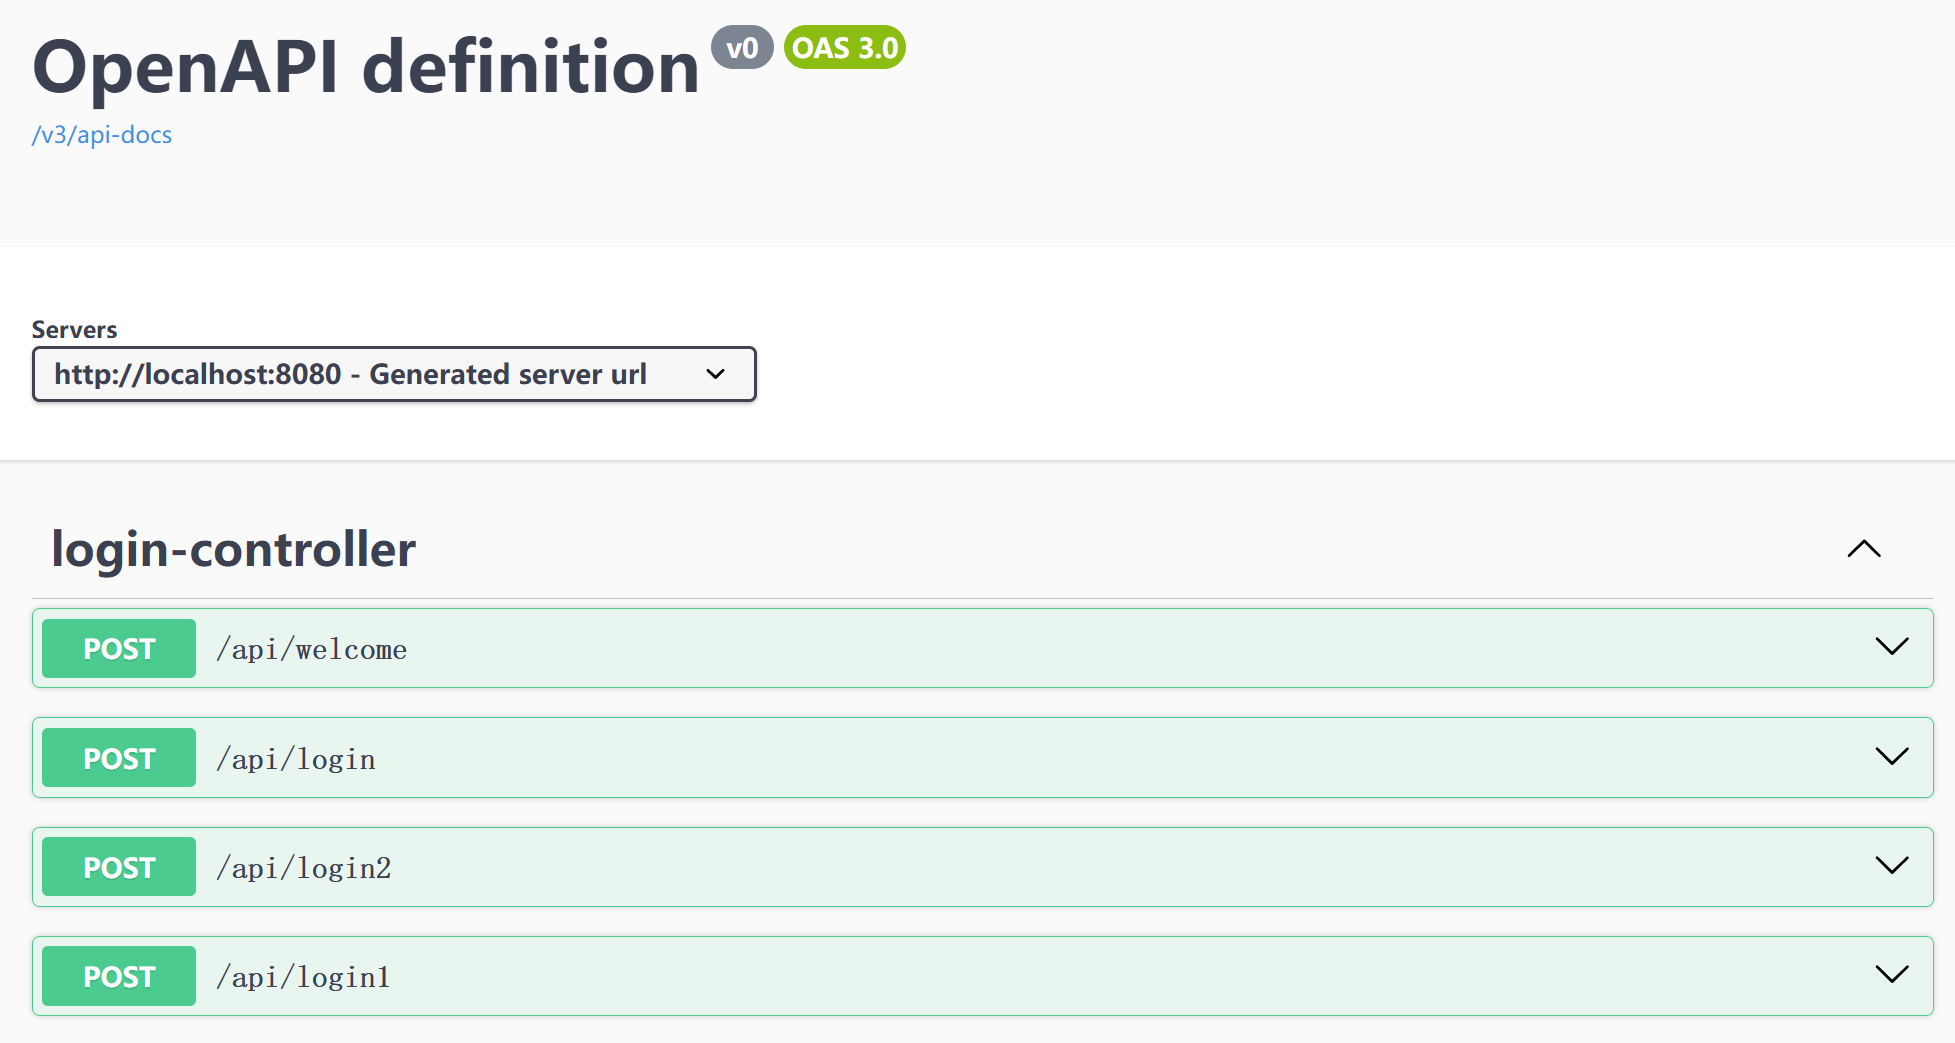 OpenAPI definition v0 OAS 3.0
/v3/api-docs
Servers
http://localhost:8080 - Generated server url
login-controller
POST /api/welcome
POST /api/login
POST /api/login2
POST /api/login1